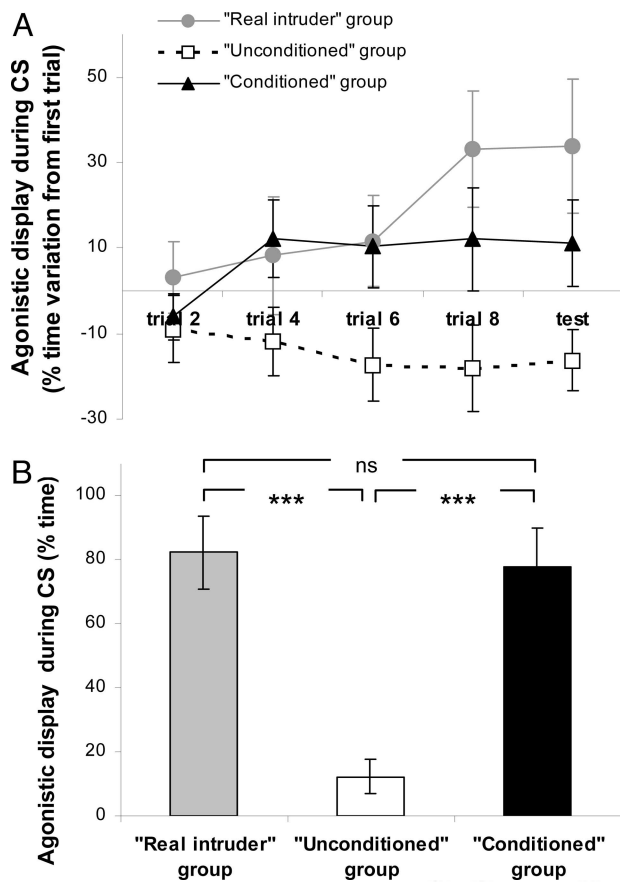 A
"Real intruder" group
"Unconditioned" group
"Conditioned" group
Agonistic display during CS
(% time variation from first trial)
50
30
10
-10
-30
trial 2
trial 4
trial 6
trial 8
test
B
ns
***
***
Agonistic display during CS (% time)
100
80
60
40
20
0
"Real intruder"
group
"Unconditioned"
group
"Conditioned"
group